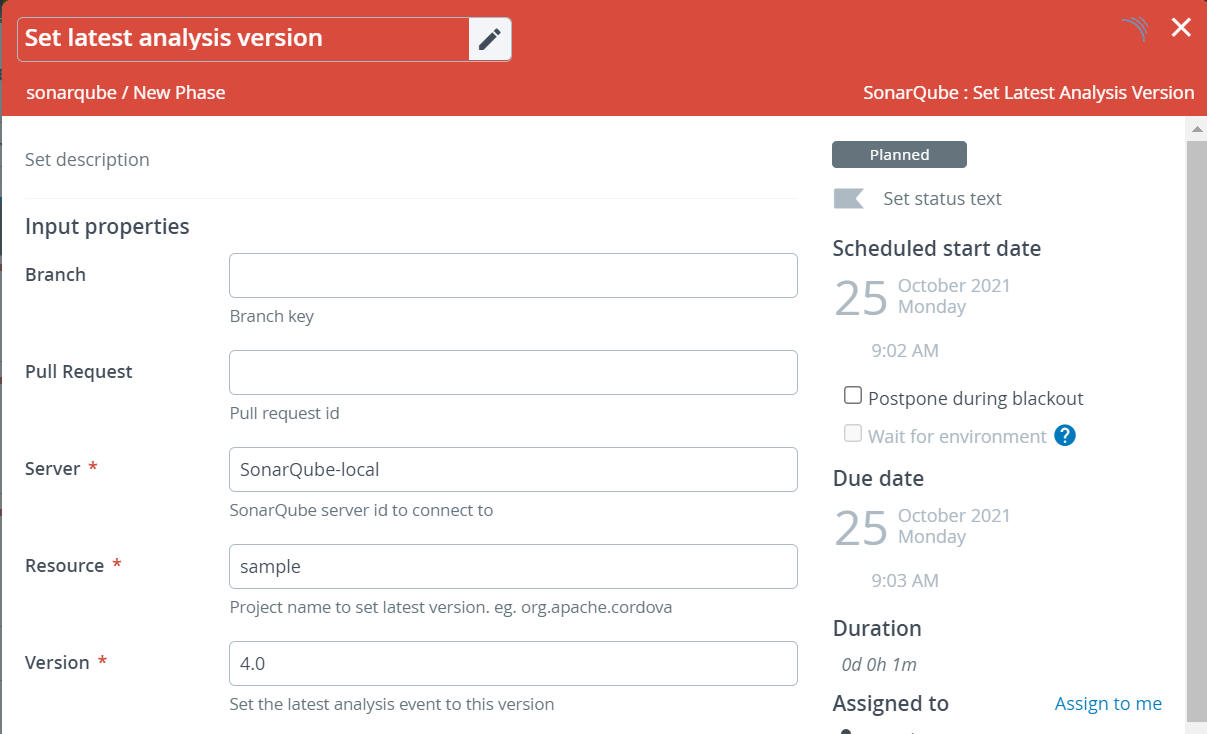 Set latest analysis version
sonarqube / New Phase
SonarQube : Set Latest Analysis Version
Set description
Input properties
Branch
Branch key
Pull Request
Pull request id
Server *
SonarQube-local
SonarQube server id to connect to
Resource *
sample
Project name to set latest version. eg. org.apache.cordova
Version *
4.0
Set the latest analysis event to this version
Planned
Set status text
Scheduled start date
25
October 2021
Monday
9:02 AM
Postpone during blackout
Wait for environment ?
Due date
25
October 2021
Monday
9:03 AM
Duration
0d 0h 1m
Assigned to
Assign to me